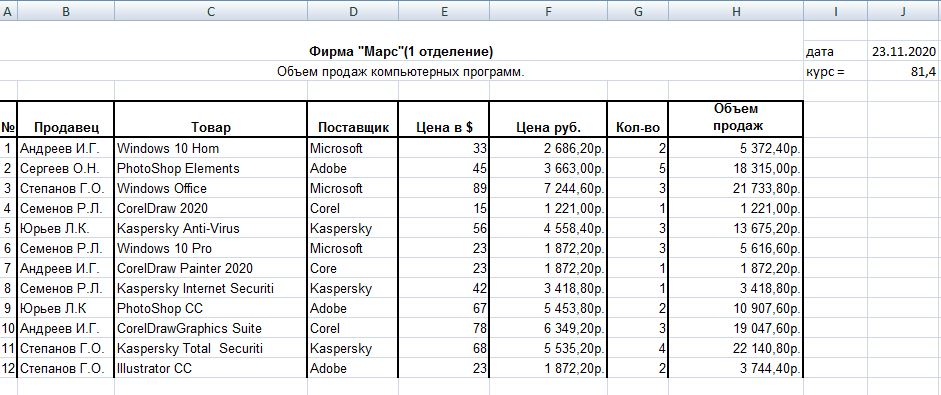 A B C D E F G H I J
Фирма "Марс"(1 отделение) дата 23.11.2020
Объем продаж компьютерных программ. курс = 81,4
№ Продавец Товар Поставщик Цена в $ Цена руб. Кол-во Объем продаж
1 Андреев И.Г. Windows 10 Hom Microsoft 33 2 686,20р. 2 5 372,40р.
2 Сергеев О.Н. PhotoShop Elements Adobe 45 3 663,00р. 5 18 315,00р.
3 Степанов Г.О. Windows Office Microsoft 89 7 244,60р. 3 21 733,80р.
4 Семенов Р.Л. CorelDraw 2020 Corel 15 1 221,00р. 1 1 221,00р.
5 Юрьев Л.К. Kaspersky Anti-Virus Kaspersky 56 4 558,40р. 3 13 675,20р.
6 Семенов Р.Л. Windows 10 Pro Microsoft 23 1 872,20р. 3 5 616,60р.
7 Андреев И.Г. CorelDraw Painter 2020 Core 23 1 872,20р. 1 1 872,20р.
8 Семенов Р.Л. Kaspersky Internet Securiti Kaspersky 42 3 418,80р. 1 3 418,80р.
9 Юрьев Л.К PhotoShop CC Adobe 67 5 453,80р. 2 10 907,60р.
10 Андреев И.Г. CorelDrawGraphics Suite Corel 78 6 349,20р. 3 19 047,60р.
11 Степанов Г.О. Kaspersky Total Securiti Kaspersky 68 5 535,20р. 4 22 140,80р.
12 Степанов Г.О. Illustrator CC Adobe 23 1 872,20р. 2 3 744,40р.